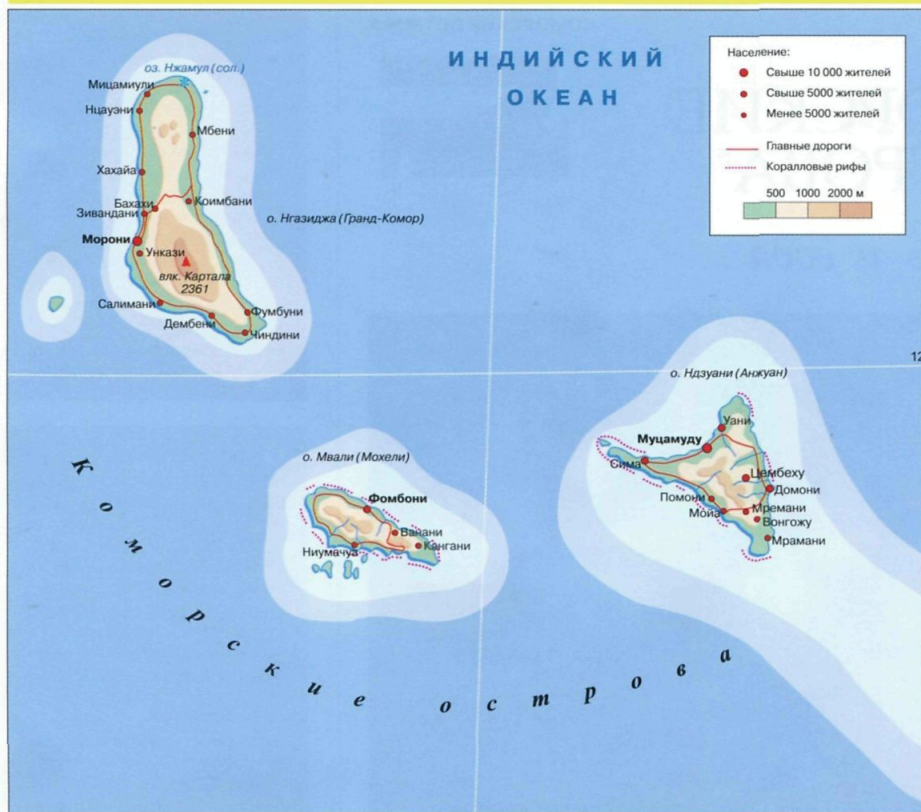 ИНДИЙСКИЙ
ОКЕАН
Население:
Свыше 10 000 жителей
Свыше 5000 жителей
Менее 5000 жителей
Главные дороги
Коралловые рифы
500 1000 2000 м
оз. Нжамул (сол.)
Мицамиули
Нцауэни
Мбени
Хахайа
Бахахи
Коимбани
Зивандани
о. Нгазиджа (Гранд-Комор)
Морони
Ункази
влк. Картала
2361
Салимани
Фумбуни
Дембени
Чиндини
12
о. Ндзуани (Анжуан)
Уани
Муцамуду
Сима
Цембеху
Помони
Домони
Мойа
Мремани
Вонгожу
Мрамани
о. Мвали (Мохели)
Фомбони
Ванани
Ниумачуа
Кангани
Коморские острова